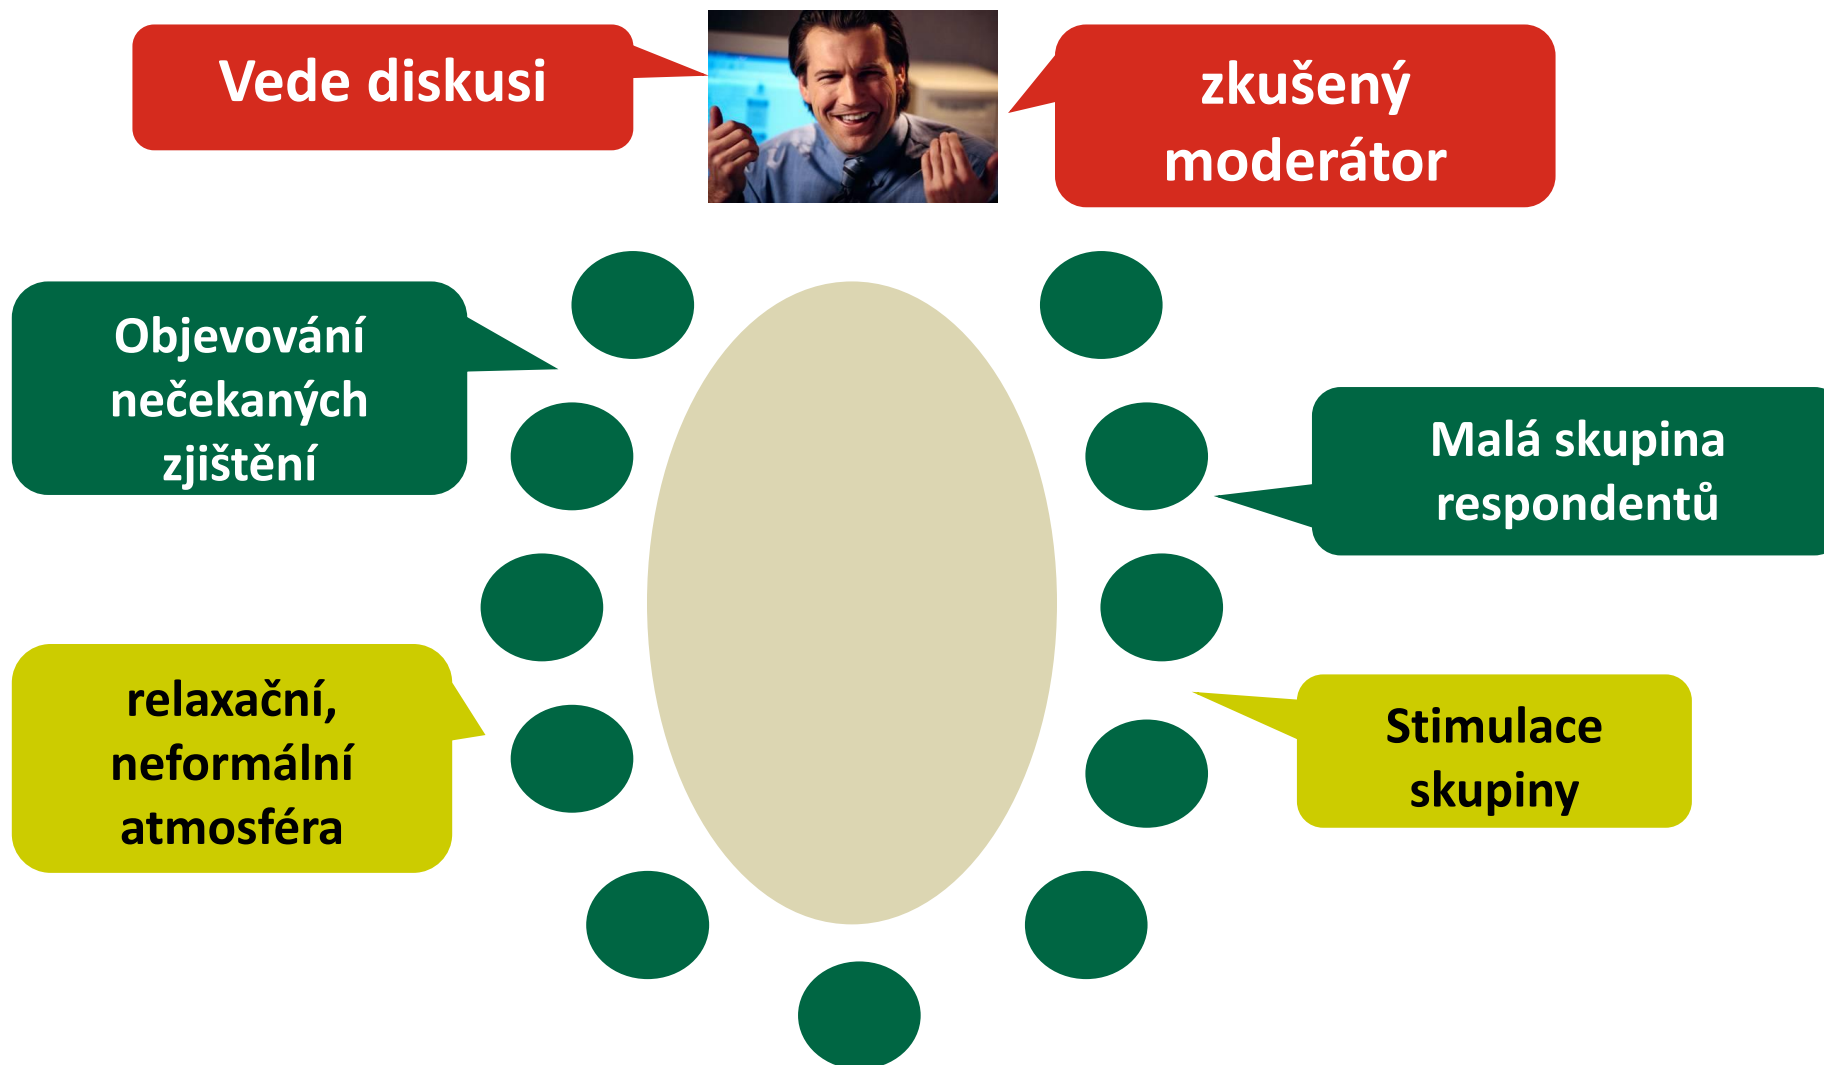 Vede diskusi
zkušený
moderátor
Objevování
nečekaných
zjištění
Malá skupina
respondentů
relaxační,
neformální
atmosféra
Stimulace
skupiny